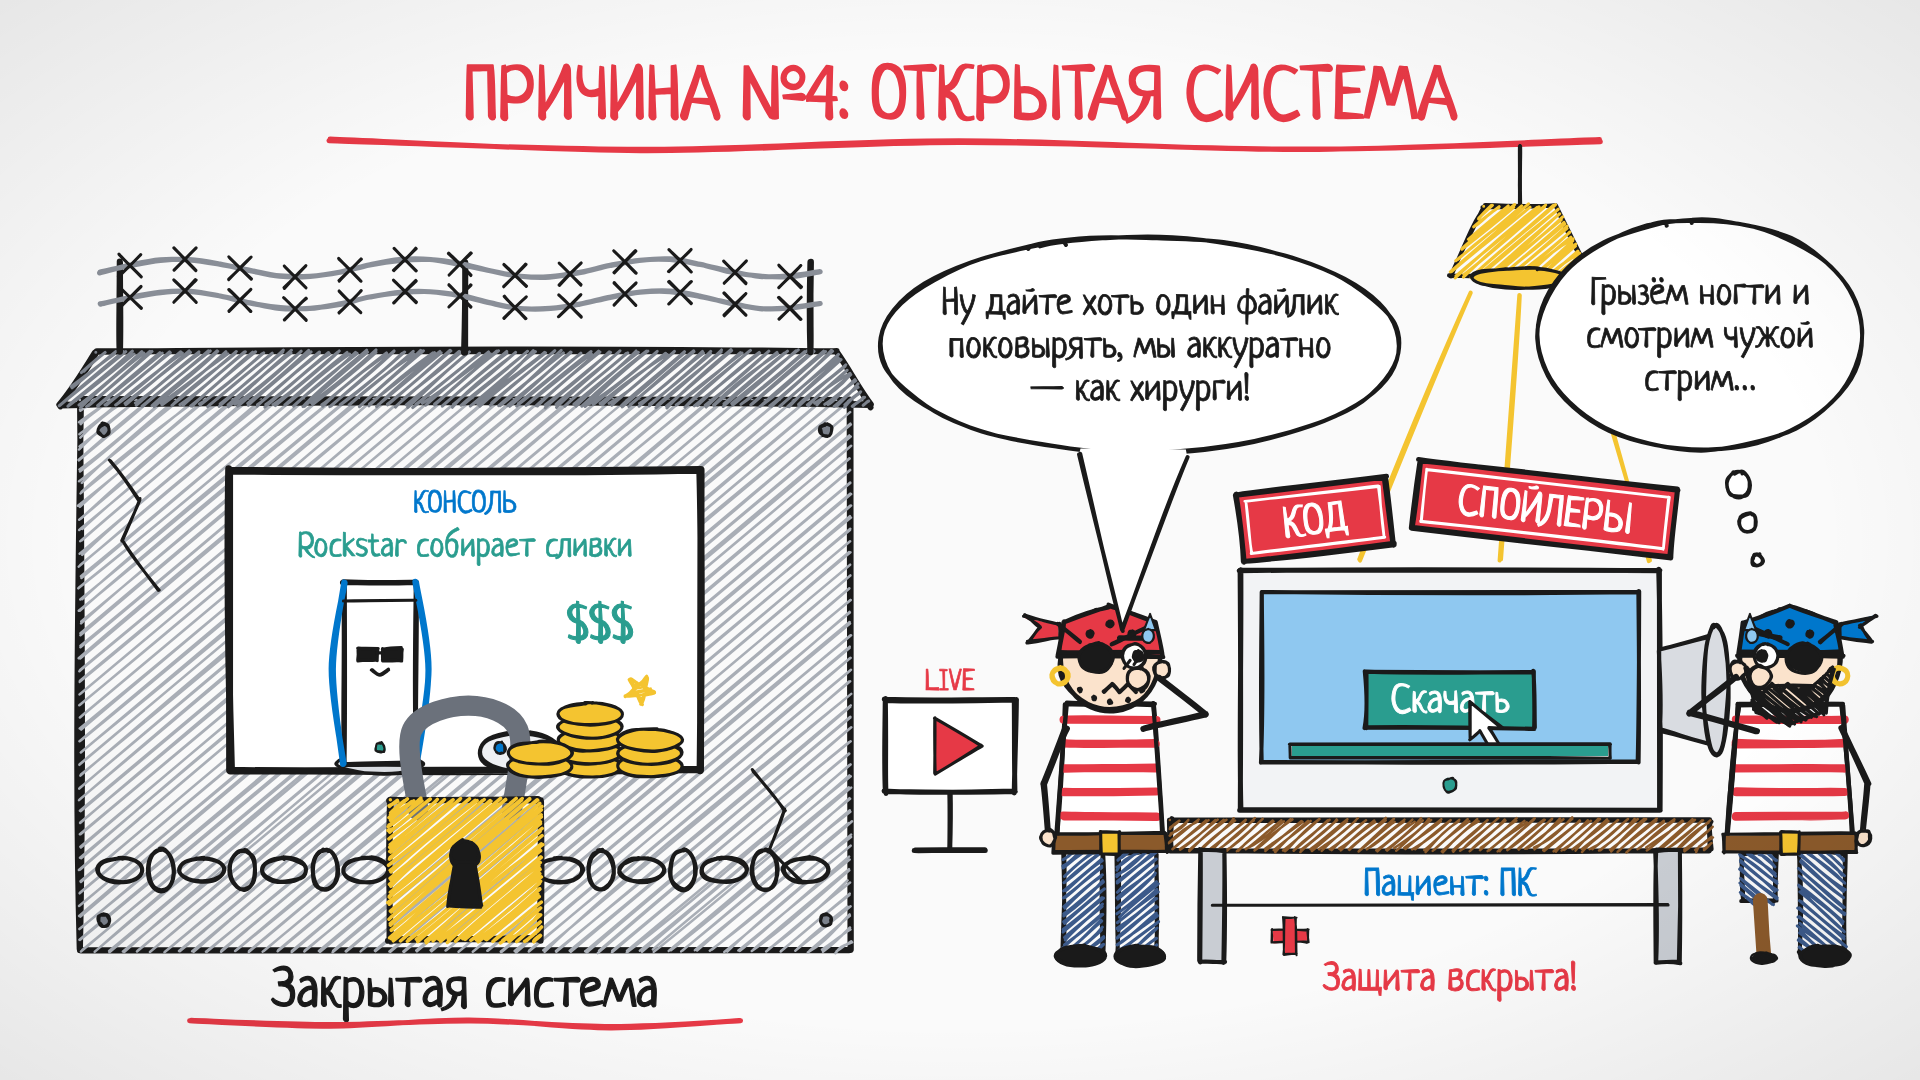 ПРИЧИНА №4: ОТКРЫТАЯ СИСТЕМА
КОНСОЛЬ
Rockstar собирает сливки
$$$
Закрытая система
Ну дайте хоть один файлик
поковырять, мы аккуратно
— как хирурги!
Грызём ногти и
смотрим чужой
стрим...
КОД
СПОЙЛЕРЫ
LIVE
Скачать
Пациент: ПК
Защита вскрыта!